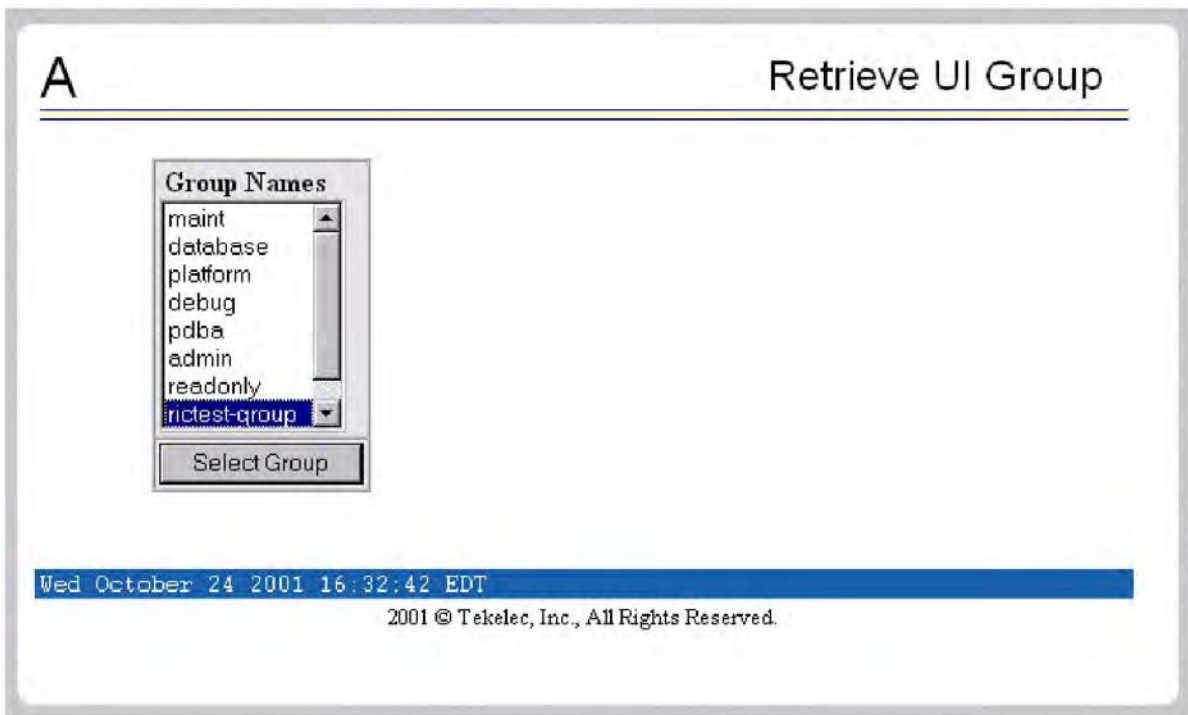 A
Retrieve UI Group
Group Names
maint
database
platform
debug
pdba
admin
readonly
rictest-group
Select Group
Wed October 24 2001 16:32:42 EDT
2001 © Tekelec, Inc., All Rights Reserved.